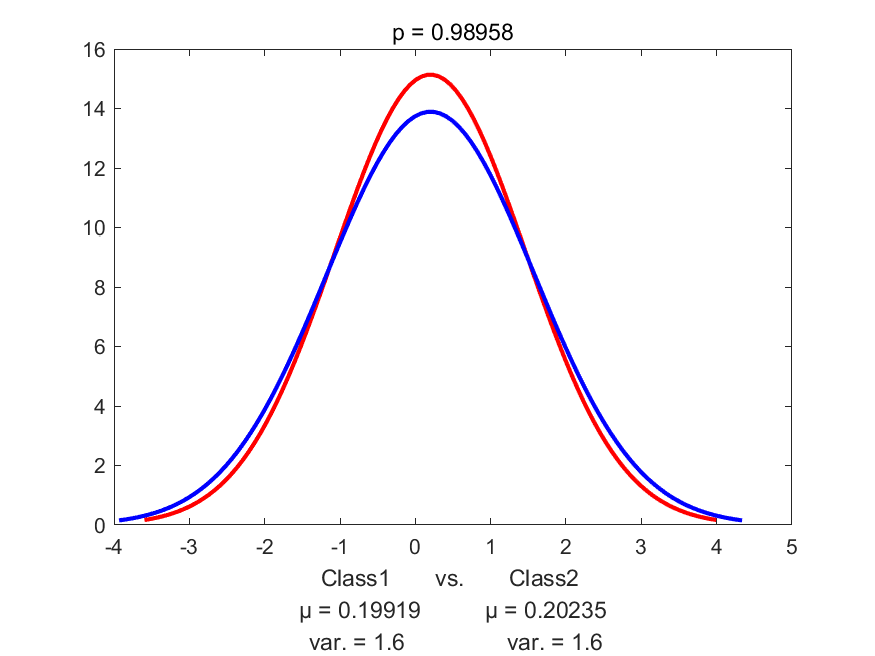 p = 0.98958
16
14
12
10
8
6
4
2
0
-4 -3 -2 -1 0 1 2 3 4 5
Class1 vs. Class2
μ = 0.19919 μ = 0.20235
var. = 1.6 var. = 1.6